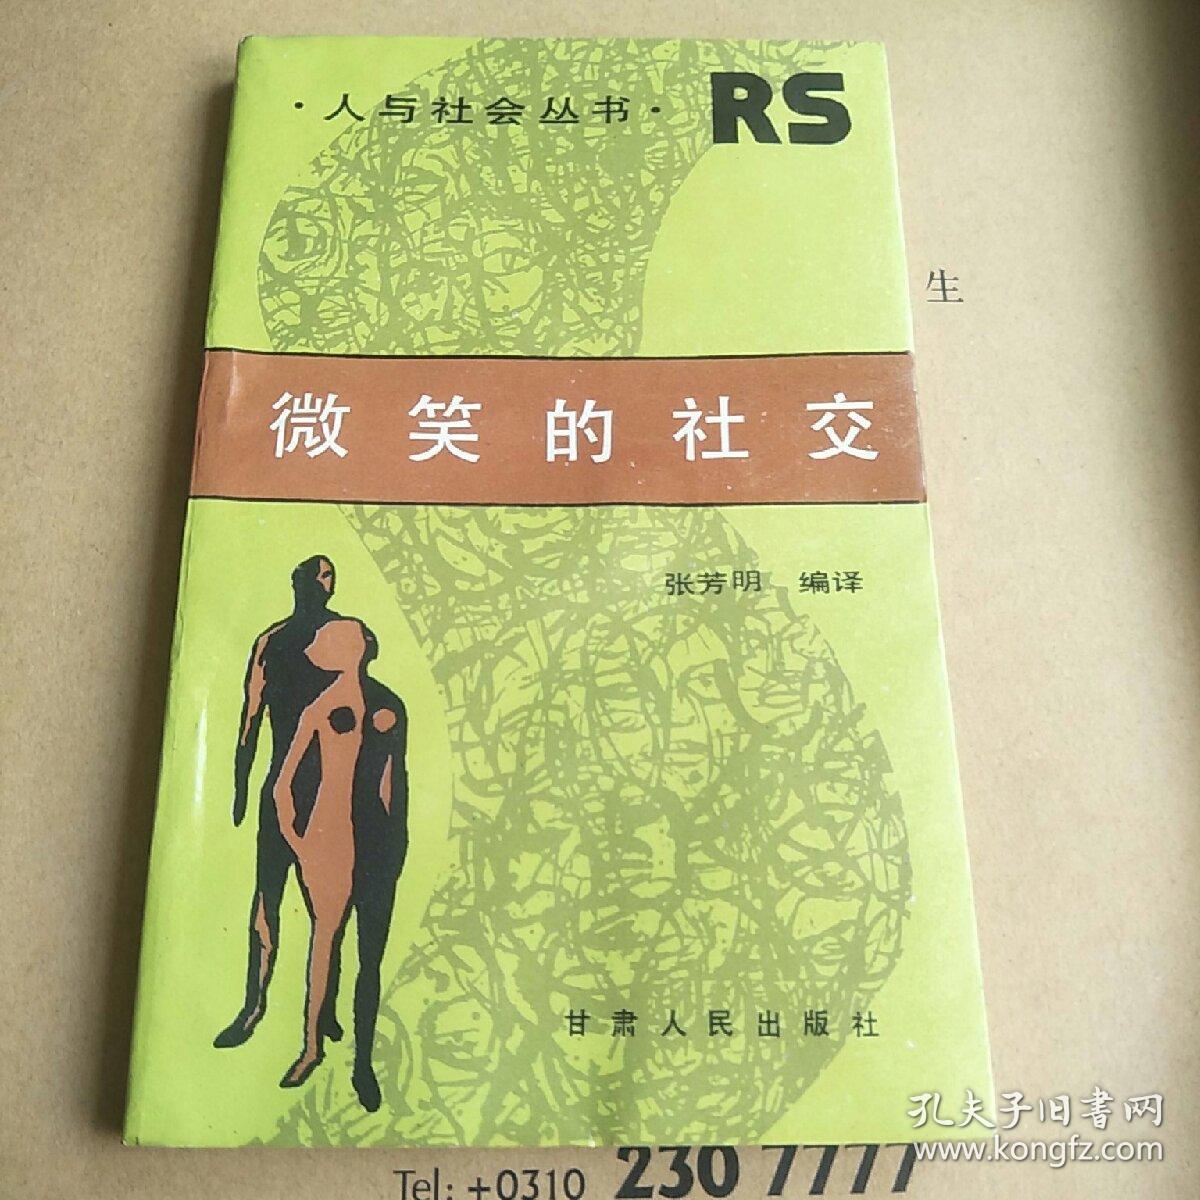 ·人与社会丛书·
RS
生
微笑的社交
张芳明 编译
甘肃人民出版社
孔夫子旧書网
www.kongfz.com
Tel: +0310 230 7777